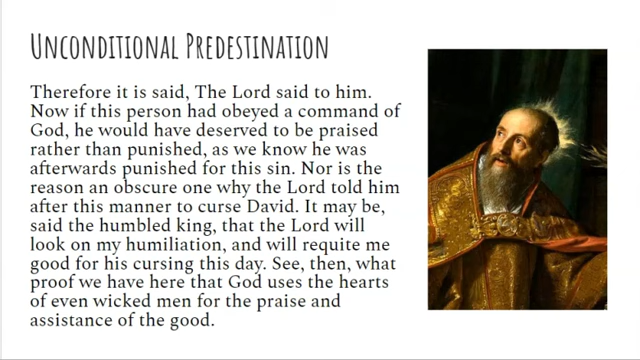 Unconditional Predestination
Therefore it is said, The Lord said to him.
Now if this person had obeyed a command of
God, he would have deserved to be praised
rather than punished, as we know he was
afterwards punished for this sin. Nor is the
reason an obscure one why the Lord told him
after this manner to curse David. It may be,
said the humbled king, that the Lord will
look on my humiliation, and will requite me
good for his cursing this day. See, then, what
proof we have here that God uses the hearts
of even wicked men for the praise and
assistance of the good.